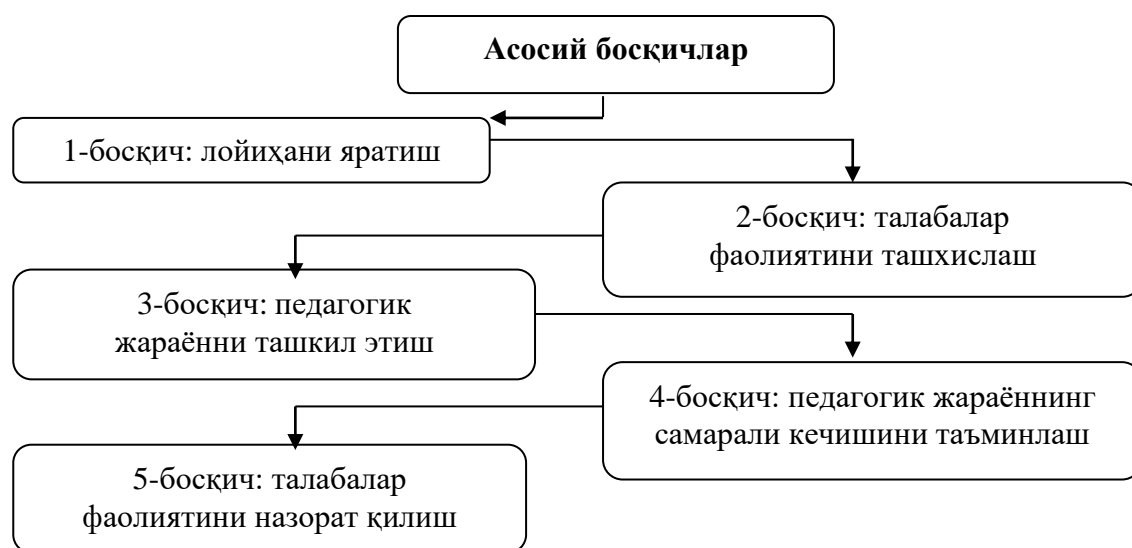 Асосий босқичлар
1-босқич: лойиҳани яратиш
2-босқич: талабалар
фаолиятини ташхислаш
3-босқич: педагогик
жараённи ташкил этиш
4-босқич: педагогик жараённинг
самарали кечишини таъминлаш
5-босқич: талабалар
фаолиятини назорат қилиш